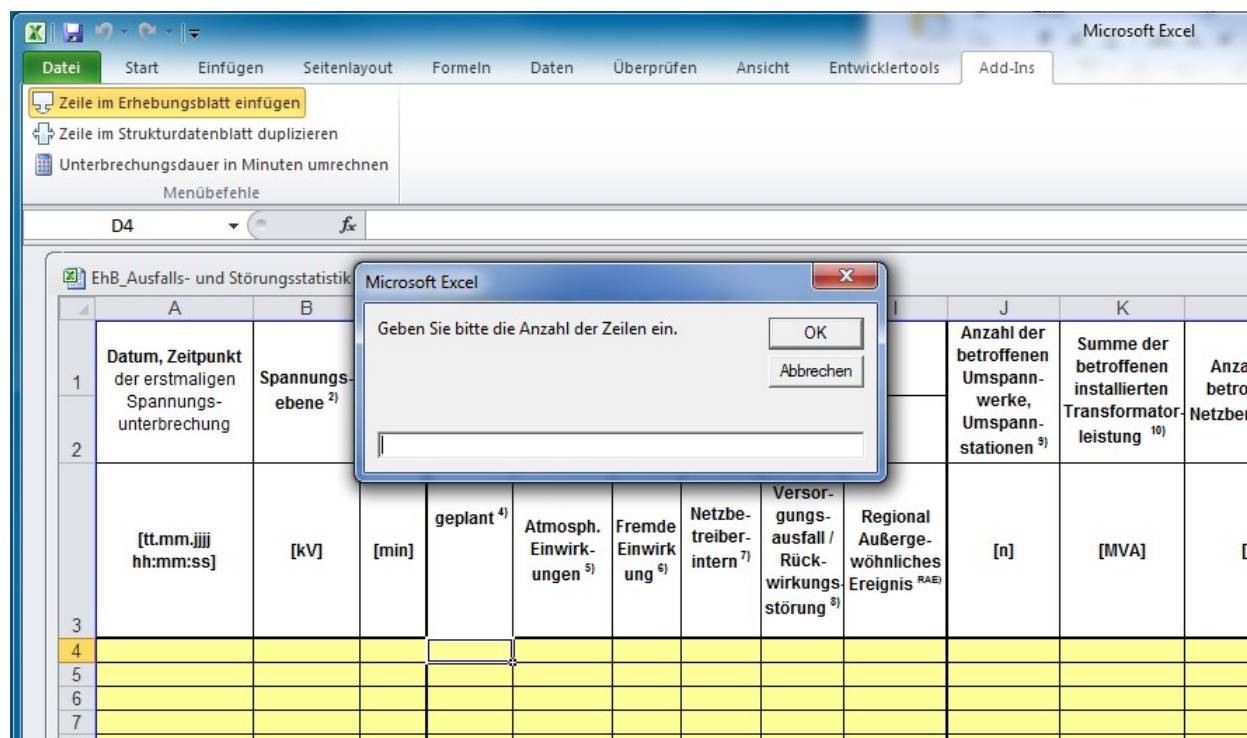 Microsoft Excel
Datei Start Einfügen Seitenlayout Formeln Daten Überprüfen Ansicht Entwicklertools Add-Ins
Zeile im Erhebungsblatt einfügen
Zeile im Strukturdatenblatt duplizieren
Unterbrechungsdauer in Minuten umrechnen
Menübefehle
D4 fx
EhB_Ausfalls- und Störungsstatistik
Microsoft Excel
Geben Sie bitte die Anzahl der Zeilen ein.
OK
Abbrechen
A B I J K
1
2
Datum, Zeitpunkt
der erstmaligen
Spannungs-
unterbrechung
Spannungs-
ebene 2)
Anzahl der
betroffenen
Umspann-
werke,
Umspann-
stationen 9)
Summe der
betroffenen
installierten
Transformator-
leistung 10)
Anza
betro
Netzber
3
[tt.mm.jjjj
hh:mm:ss]
[kV]
[min]
geplant 4)
Atmosph.
Einwirk-
ungen 5)
Fremde
Einwirk
ung 6)
Netzbe-
treiber-
intern 7)
Versor-
gungs-
ausfall /
Rück-
wirkungs-
störung 8)
Regional
Außerge-
wöhnliches
Ereignis RAE)
[n]
[MVA]
[
4
5
6
7